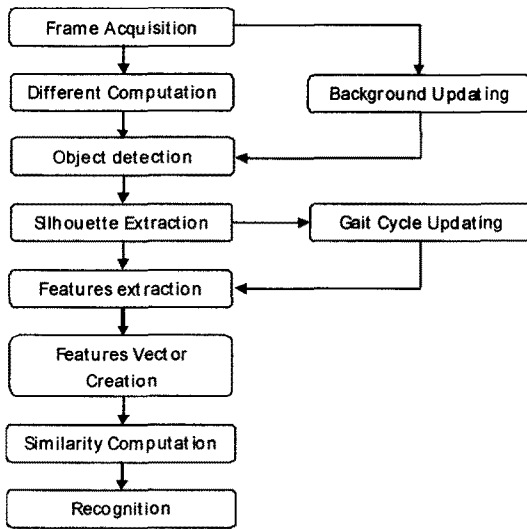 Frame Acquisition
Different Computation
Background Updating
Object detection
Silhouette Extraction
Gait Cycle Updating
Features extraction
Features Vector
Creation
Similarity Computation
Recognition